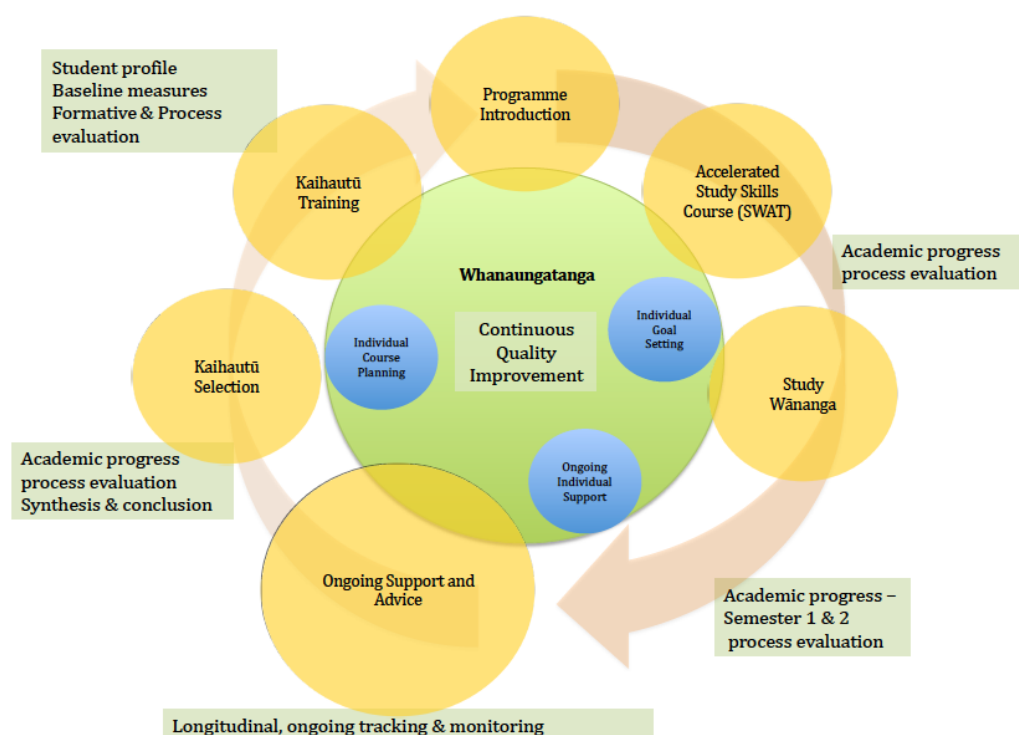 Student profile
Baseline measures
Formative & Process
evaluation
Programme
Introduction
Kaihautū
Training
Accelerated
Study Skills
Course (SWAT)
Academic progress
process evaluation
Whanaungatanga
Individual
Course
Planning
Continuous
Quality
Improvement
Individual
Goal
Setting
Kaihautū
Selection
Study
Wānanga
Academic progress
process evaluation
Synthesis & conclusion
Ongoing
Individual
Support
Ongoing Support and
Advice
Academic progress –
Semester 1 & 2
process evaluation
Longitudinal, ongoing tracking & monitoring